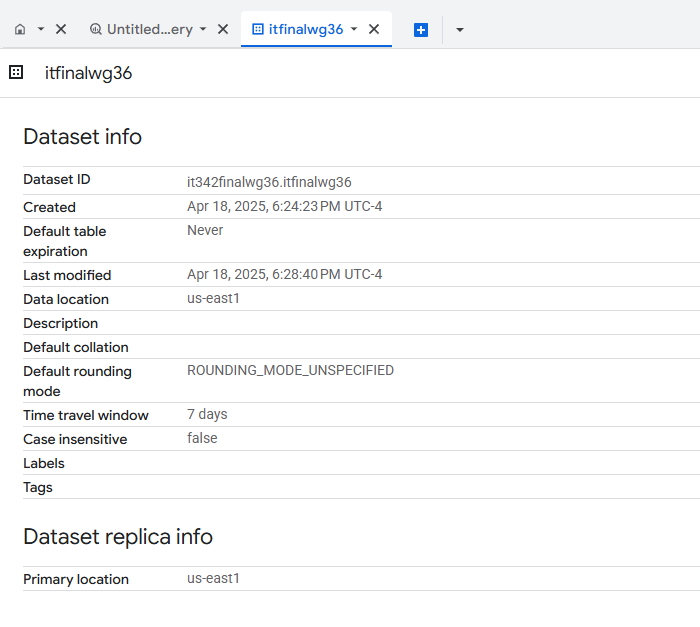 Untitled...ery
itfinalwg36
itfinalwg36
Dataset info
Dataset ID it342finalwg36.itfinalwg36
Created Apr 18, 2025, 6:24:23 PM UTC-4
Default table Never
expiration
Last modified Apr 18, 2025, 6:28:40 PM UTC-4
Data location us-east1
Description
Default collation
Default rounding ROUNDING_MODE_UNSPECIFIED
mode
Time travel window 7 days
Case insensitive false
Labels
Tags
Dataset replica info
Primary location us-east1